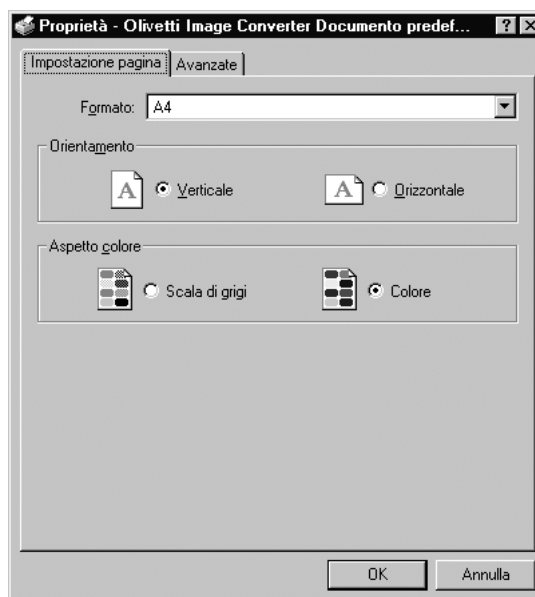 Proprietà - Olivetti Image Converter Documento predef...
Impostazione pagina Avanzate
Formato: A4
Orientamento
A Verticale A Orizzontale
Aspetto colore
Scala di grigi Colore
OK Annulla